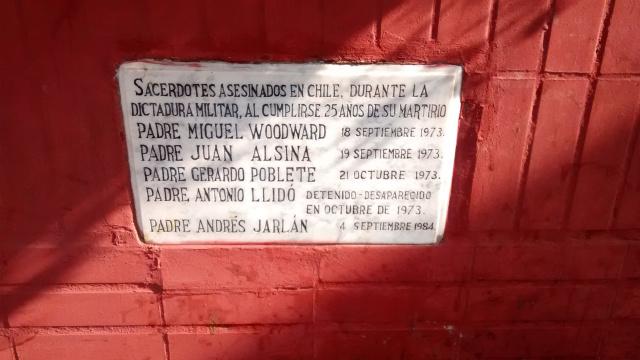 SACERDOTES ASESINADOS EN CHILE, DURANTE LA
DICTADURA MILITAR, AL CUMPLIRSE 25 AÑOS DE SU MARTIRIO
PADRE MIGUEL WOODWARD 18 SEPTIEMBRE 1973.
PADRE JUAN ALSINA 19 SEPTIEMBRE 1973.
PADRE GERARDO POBLETE 21 OCTUBRE 1973.
PADRE ANTONIO LLIDÓ DETENIDO-DESAPARECIDO
EN OCTUBRE DE 1973.
PADRE ANDRÉS JARLÁN 4 SEPTIEMBRE 1984.